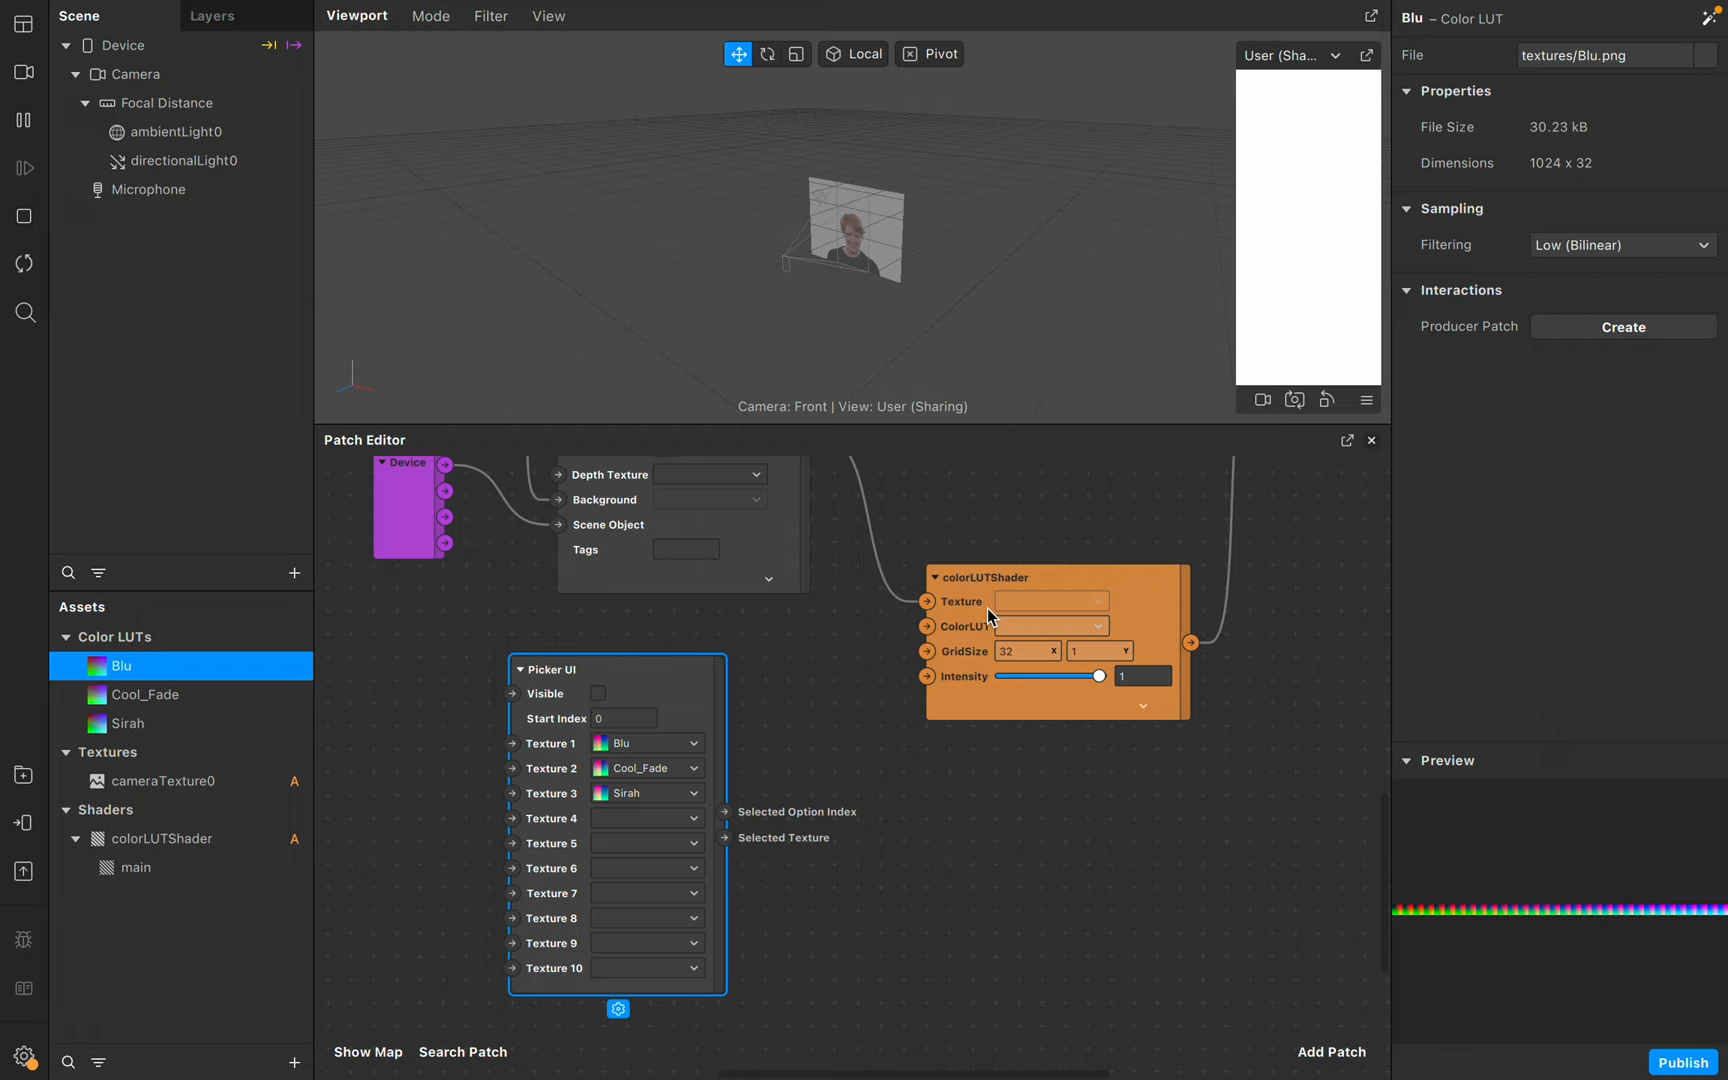 Scene
Layers
Device
Camera
Focal Distance
ambientLight0
directionalLight0
Microphone
Assets
Color LUTs
Blu
Cool_Fade
Sirah
Textures
cameraTexture0
A
Shaders
colorLUTShader
A
main
Viewport
Mode
Filter
View
Local
Pivot
User (Sha...
Camera: Front | View: User (Sharing)
Patch Editor
Device
Depth Texture
Background
Scene Object
Tags
colorLUTShader
Texture
ColorLUT
GridSize
32
X
1
Y
Intensity
1
Picker UI
Visible
Start Index
0
Texture 1
Blu
Texture 2
Cool_Fade
Texture 3
Sirah
Texture 4
Texture 5
Texture 6
Texture 7
Texture 8
Texture 9
Texture 10
Selected Option Index
Selected Texture
Show Map
Search Patch
Add Patch
Blu – Color LUT
File
textures/Blu.png
Properties
File Size
30.23 kB
Dimensions
1024 x 32
Sampling
Filtering
Low (Bilinear)
Interactions
Producer Patch
Create
Preview
Publish